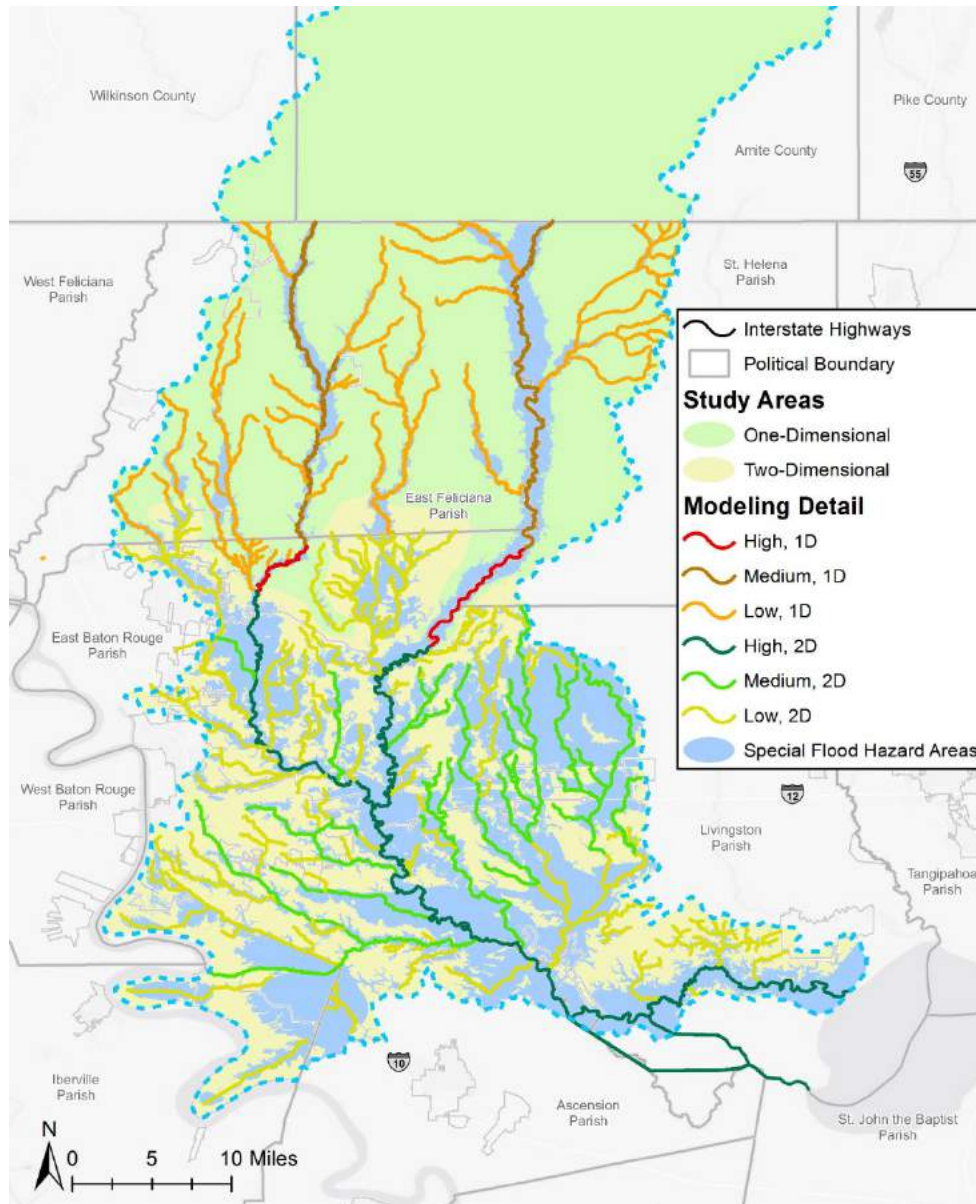 Wilkinson County
Pike County
Amite County
55
West Feliciana
Parish
St. Helena
Parish
Interstate Highways
Political Boundary
Study Areas
One-Dimensional
Two-Dimensional
Modeling Detail
High, 1D
Medium, 1D
Low, 1D
High, 2D
Medium, 2D
Low, 2D
Special Flood Hazard Areas
East Feliciana
Parish
East Baton Rouge
Parish
West Baton Rouge
Parish
12
Livingston
Parish
Tangipahoa
Parish
10
Iberville
Parish
Ascension
Parish
St. John the Baptist
Parish
N
0 5 10 Miles